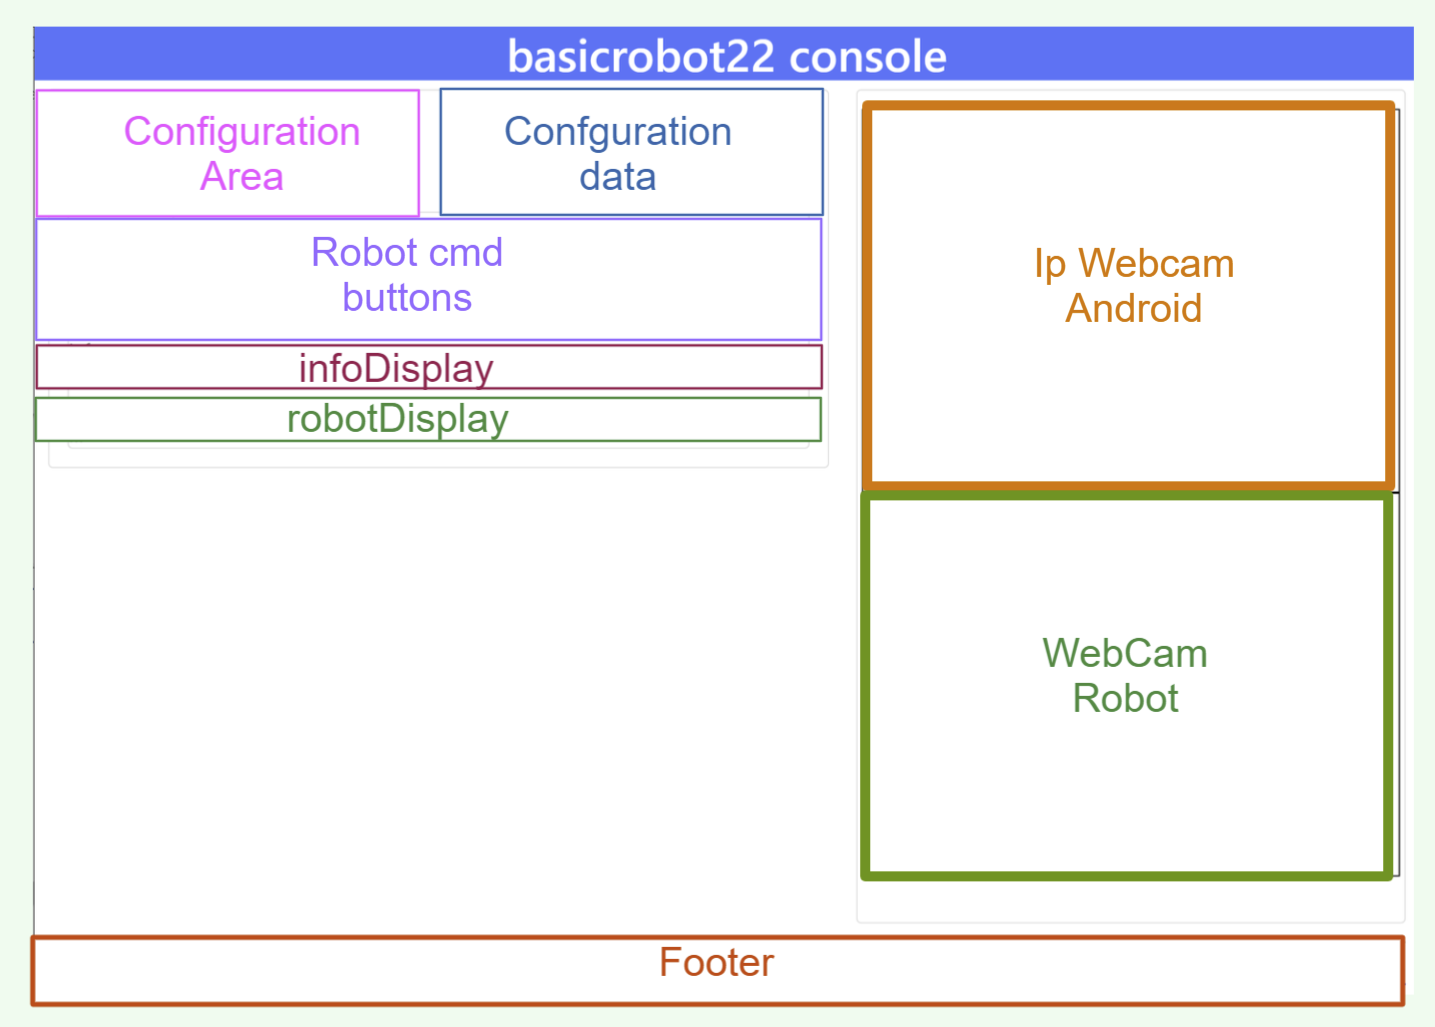 basicrobot22 console
Configuration
Area
Confguration
data
Robot cmd
buttons
infoDisplay
robotDisplay
Ip Webcam
Android
WebCam
Robot
Footer